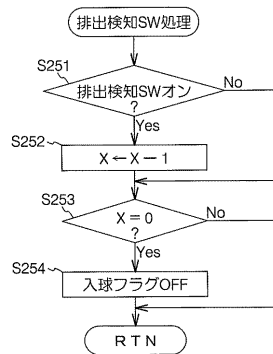 排出検知SW処理
S251
排出検知SWオン
?
No
Yes
S252
X←X-1
S253
X=0
?
No
Yes
S254
入球フラグOFF
RTN